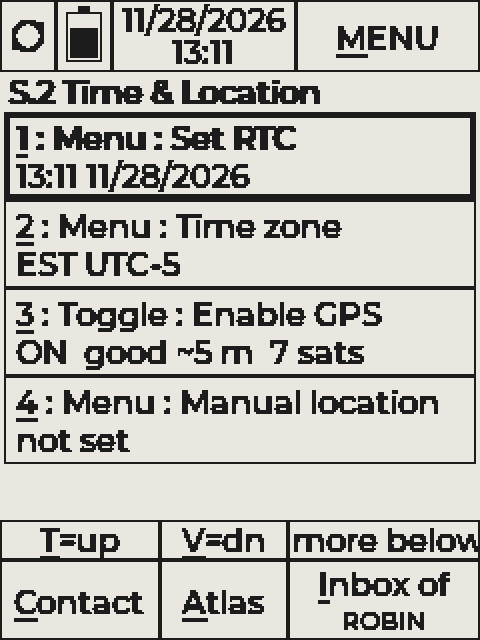 11/28/2026
13:11
MENU
S.2 Time & Location
1 : Menu : Set RTC
13:11 11/28/2026
2 : Menu : Time zone
EST UTC-5
3 : Toggle : Enable GPS
ON  good ~5 m  7 sats
4 : Menu : Manual location
not set
T=up
V=dn
more below
Contact
Atlas
Inbox of
ROBIN